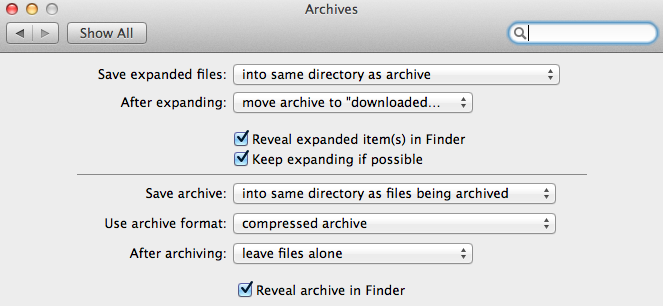 Archives
Show All
Save expanded files: into same directory as archive
After expanding: move archive to "downloaded...
Reveal expanded item(s) in Finder
Keep expanding if possible
Save archive: into same directory as files being archived
Use archive format: compressed archive
After archiving: leave files alone
Reveal archive in Finder